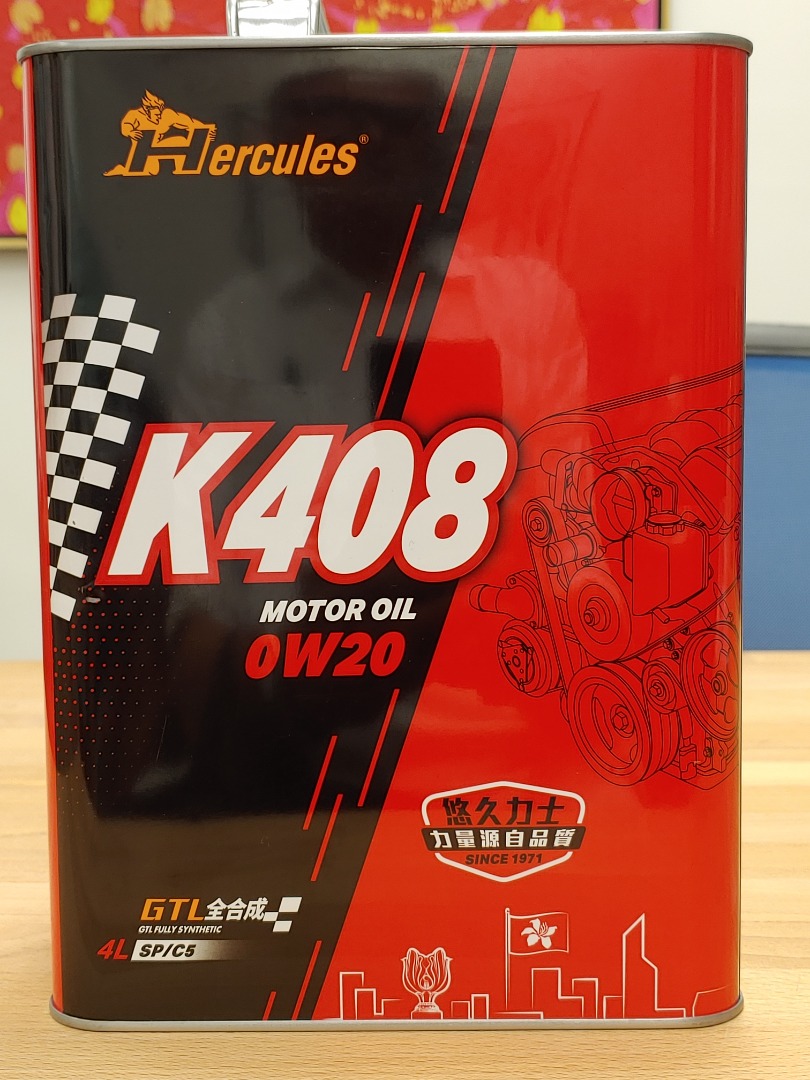 Hercules®
K408
MOTOR OIL
0W20
悠久力士
力量源自品質
SINCE 1971
GTL全合成
GTL FULLY SYNTHETIC
4L SP/C5